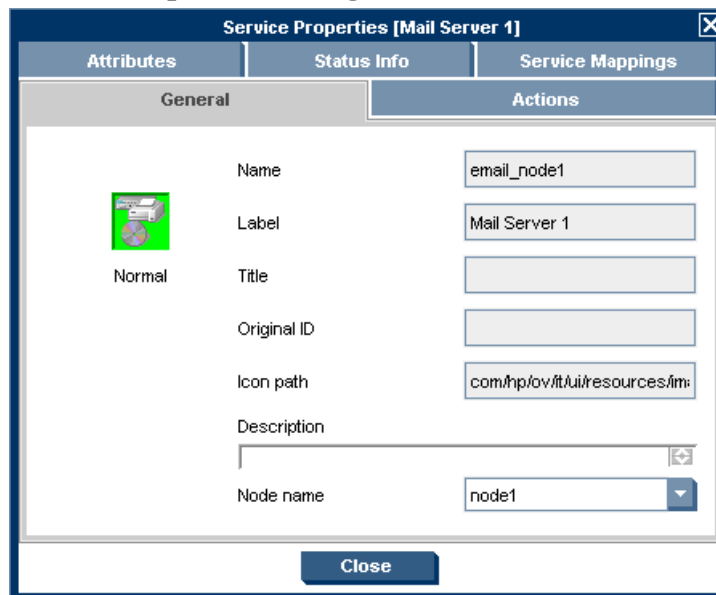 Service Properties [Mail Server 1]
Attributes
Status Info
Service Mappings
General
Actions
Name
email_node1
Label
Mail Server 1
Normal
Title
Original ID
Icon path
com/hp/ov/it/ui/resources/ima
Description
Node name
node1
Close